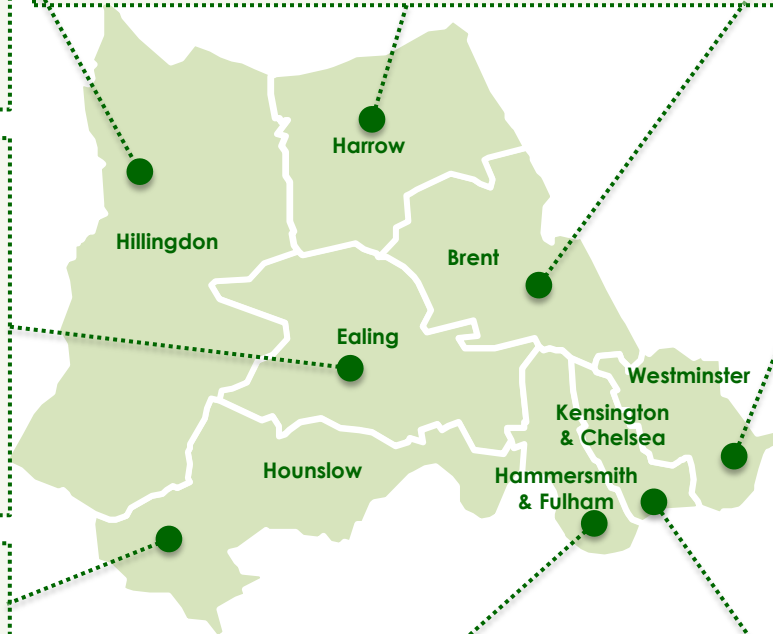 Harrow
Hillingdon
Brent
Ealing
Westminster
Kensington
& Chelsea
Hounslow
Hammersmith
& Fulham